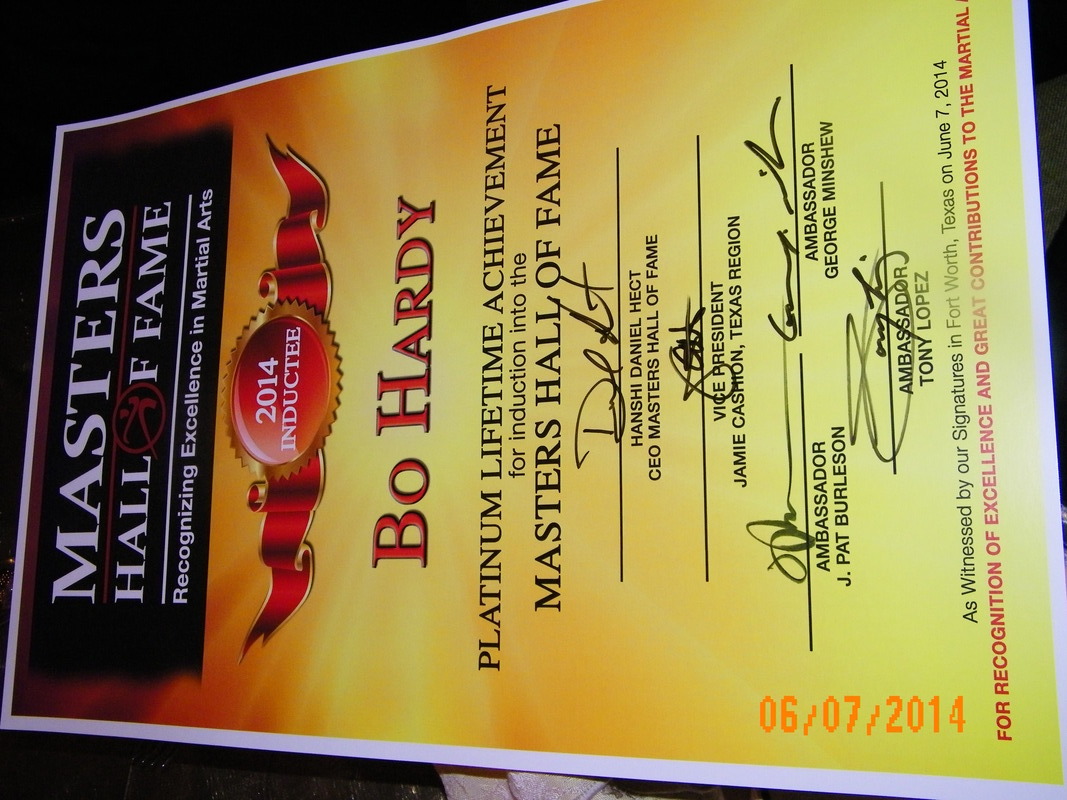 MASTERS
HALL OF FAME
Recognizing Excellence in Martial Arts
2014
INDUCTEE
BO HARDY
PLATINUM LIFETIME ACHIEVEMENT
for induction into the
MASTERS HALL OF FAME
HANSHI DANIEL HECT
CEO MASTERS HALL OF FAME
VICE PRESIDENT
JAMIE CASHION, TEXAS REGION
AMBASSADOR
J. PAT BURLESON
AMBASSADOR
GEORGE MINSHEW
AMBASSADOR
TONY LOPEZ
As Witnessed by our Signatures in Fort Worth, Texas on June 7, 2014
FOR RECOGNITION OF EXCELLENCE AND GREAT CONTRIBUTIONS TO THE MARTIAL
06/07/2014